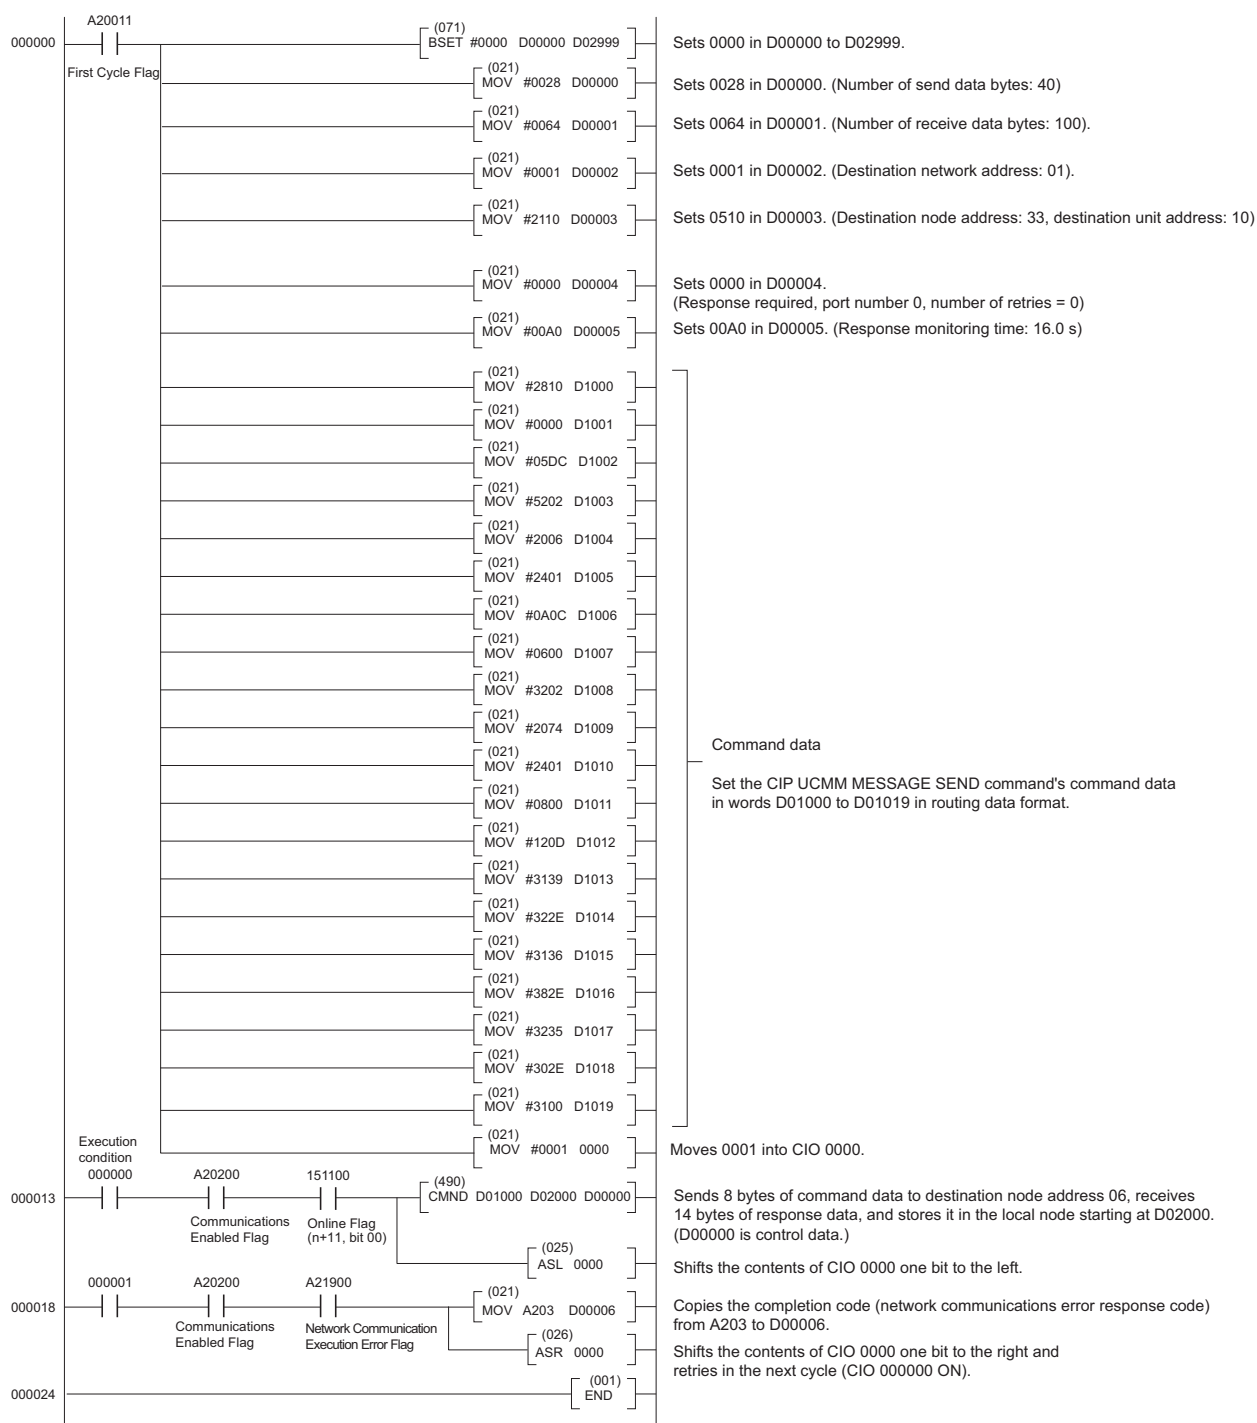 A20011
000000
First Cycle Flag
(071)
BSET #0000 D00000 D02999
Sets 0000 in D00000 to D02999.
(021)
MOV #0028 D00000
Sets 0028 in D00000. (Number of send data bytes: 40)
(021)
MOV #0064 D00001
Sets 0064 in D00001. (Number of receive data bytes: 100).
(021)
MOV #0001 D00002
Sets 0001 in D00002. (Destination network address: 01).
(021)
MOV #2110 D00003
Sets 0510 in D00003. (Destination node address: 33, destination unit address: 10)
(021)
MOV #0000 D00004
Sets 0000 in D00004.
(Response required, port number 0, number of retries = 0)
(021)
MOV #00A0 D00005
Sets 00A0 in D00005. (Response monitoring time: 16.0 s)
(021)
MOV #2810 D1000
(021)
MOV #0000 D1001
(021)
MOV #05DC D1002
(021)
MOV #5202 D1003
(021)
MOV #2006 D1004
(021)
MOV #2401 D1005
(021)
MOV #0A0C D1006
(021)
MOV #0600 D1007
(021)
MOV #3202 D1008
(021)
MOV #2074 D1009
(021)
MOV #2401 D1010
(021)
MOV #0800 D1011
(021)
MOV #120D D1012
(021)
MOV #3139 D1013
(021)
MOV #322E D1014
(021)
MOV #3136 D1015
(021)
MOV #382E D1016
(021)
MOV #3235 D1017
(021)
MOV #302E D1018
(021)
MOV #3100 D1019
Command data
Set the CIP UCMM MESSAGE SEND command's command data
in words D01000 to D01019 in routing data format.
(021)
MOV #0001 0000
Moves 0001 into CIO 0000.
Execution
condition
000000
A20200
151100
000013
Communications
Enabled Flag
Online Flag
(n+11, bit 00)
(490)
CMND D01000 D02000 D00000
Sends 8 bytes of command data to destination node address 06, receives
14 bytes of response data, and stores it in the local node starting at D02000.
(D00000 is control data.)
(025)
ASL 0000
Shifts the contents of CIO 0000 one bit to the left.
000001
A20200
A21900
000018
Communications
Enabled Flag
Network Communication
Execution Error Flag
(021)
MOV A203 D00006
Copies the completion code (network communications error response code)
from A203 to D00006.
(026)
ASR 0000
Shifts the contents of CIO 0000 one bit to the right and
retries in the next cycle (CIO 000000 ON).
000024
(001)
END